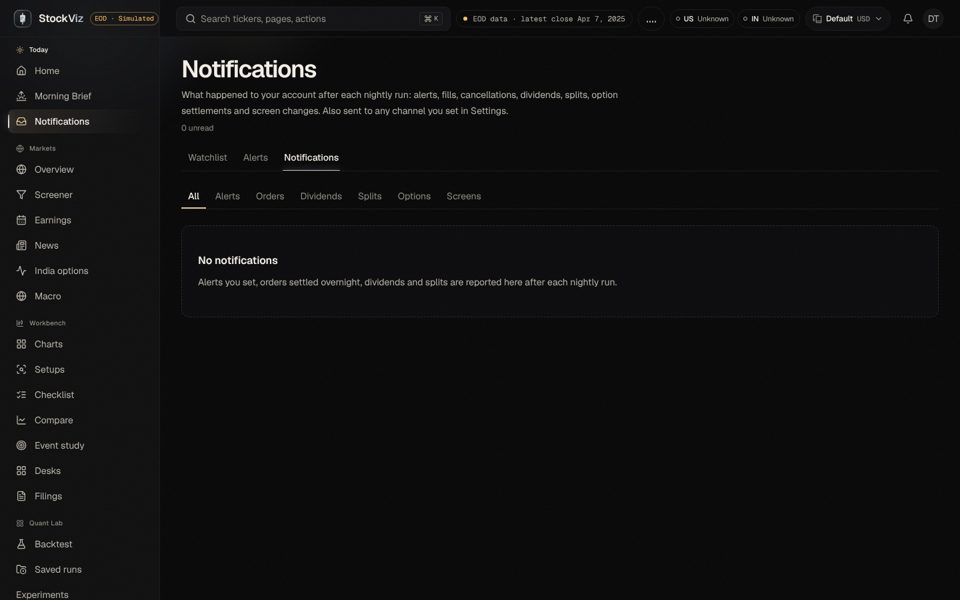 StockViz
EOD · Simulated
Search tickers, pages, actions
⌘ K
EOD data · latest close Apr 7, 2025
....
US Unknown
IN Unknown
Default USD
DT
Today
Home
Morning Brief
Notifications
Markets
Overview
Screener
Earnings
News
India options
Macro
Workbench
Charts
Setups
Checklist
Compare
Event study
Desks
Filings
Quant Lab
Backtest
Saved runs
Experiments
Notifications
What happened to your account after each nightly run: alerts, fills, cancellations, dividends, splits, option
settlements and screen changes. Also sent to any channel you set in Settings.
0 unread
Watchlist Alerts Notifications
All Alerts Orders Dividends Splits Options Screens
No notifications
Alerts you set, orders settled overnight, dividends and splits are reported here after each nightly run.